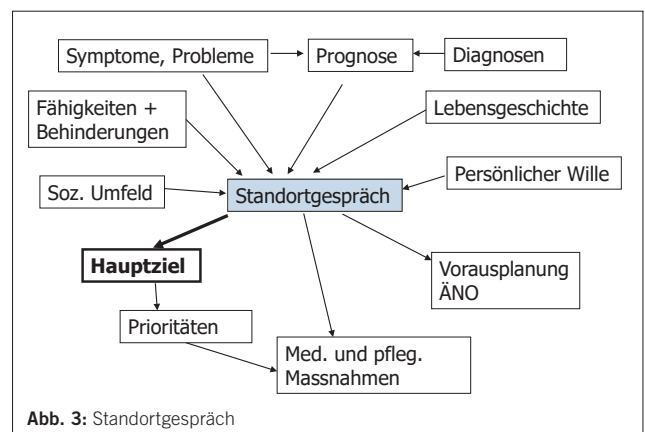 Symptome, Probleme
Prognose
Diagnosen
Fähigkeiten +
Behinderungen
Lebensgeschichte
Soz. Umfeld
Standortgespräch
Persönlicher Wille
Hauptziel
Vorausplanung
ÄNO
Prioritäten
Med. und pfleg.
Massnahmen
Abb. 3: Standortgespräch